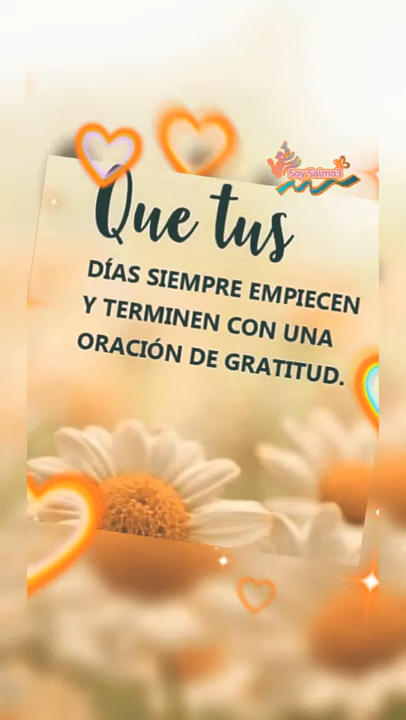 Soy Salmo3
Que tus
DÍAS SIEMPRE EMPIECEN
Y TERMINEN CON UNA
ORACIÓN DE GRATITUD.